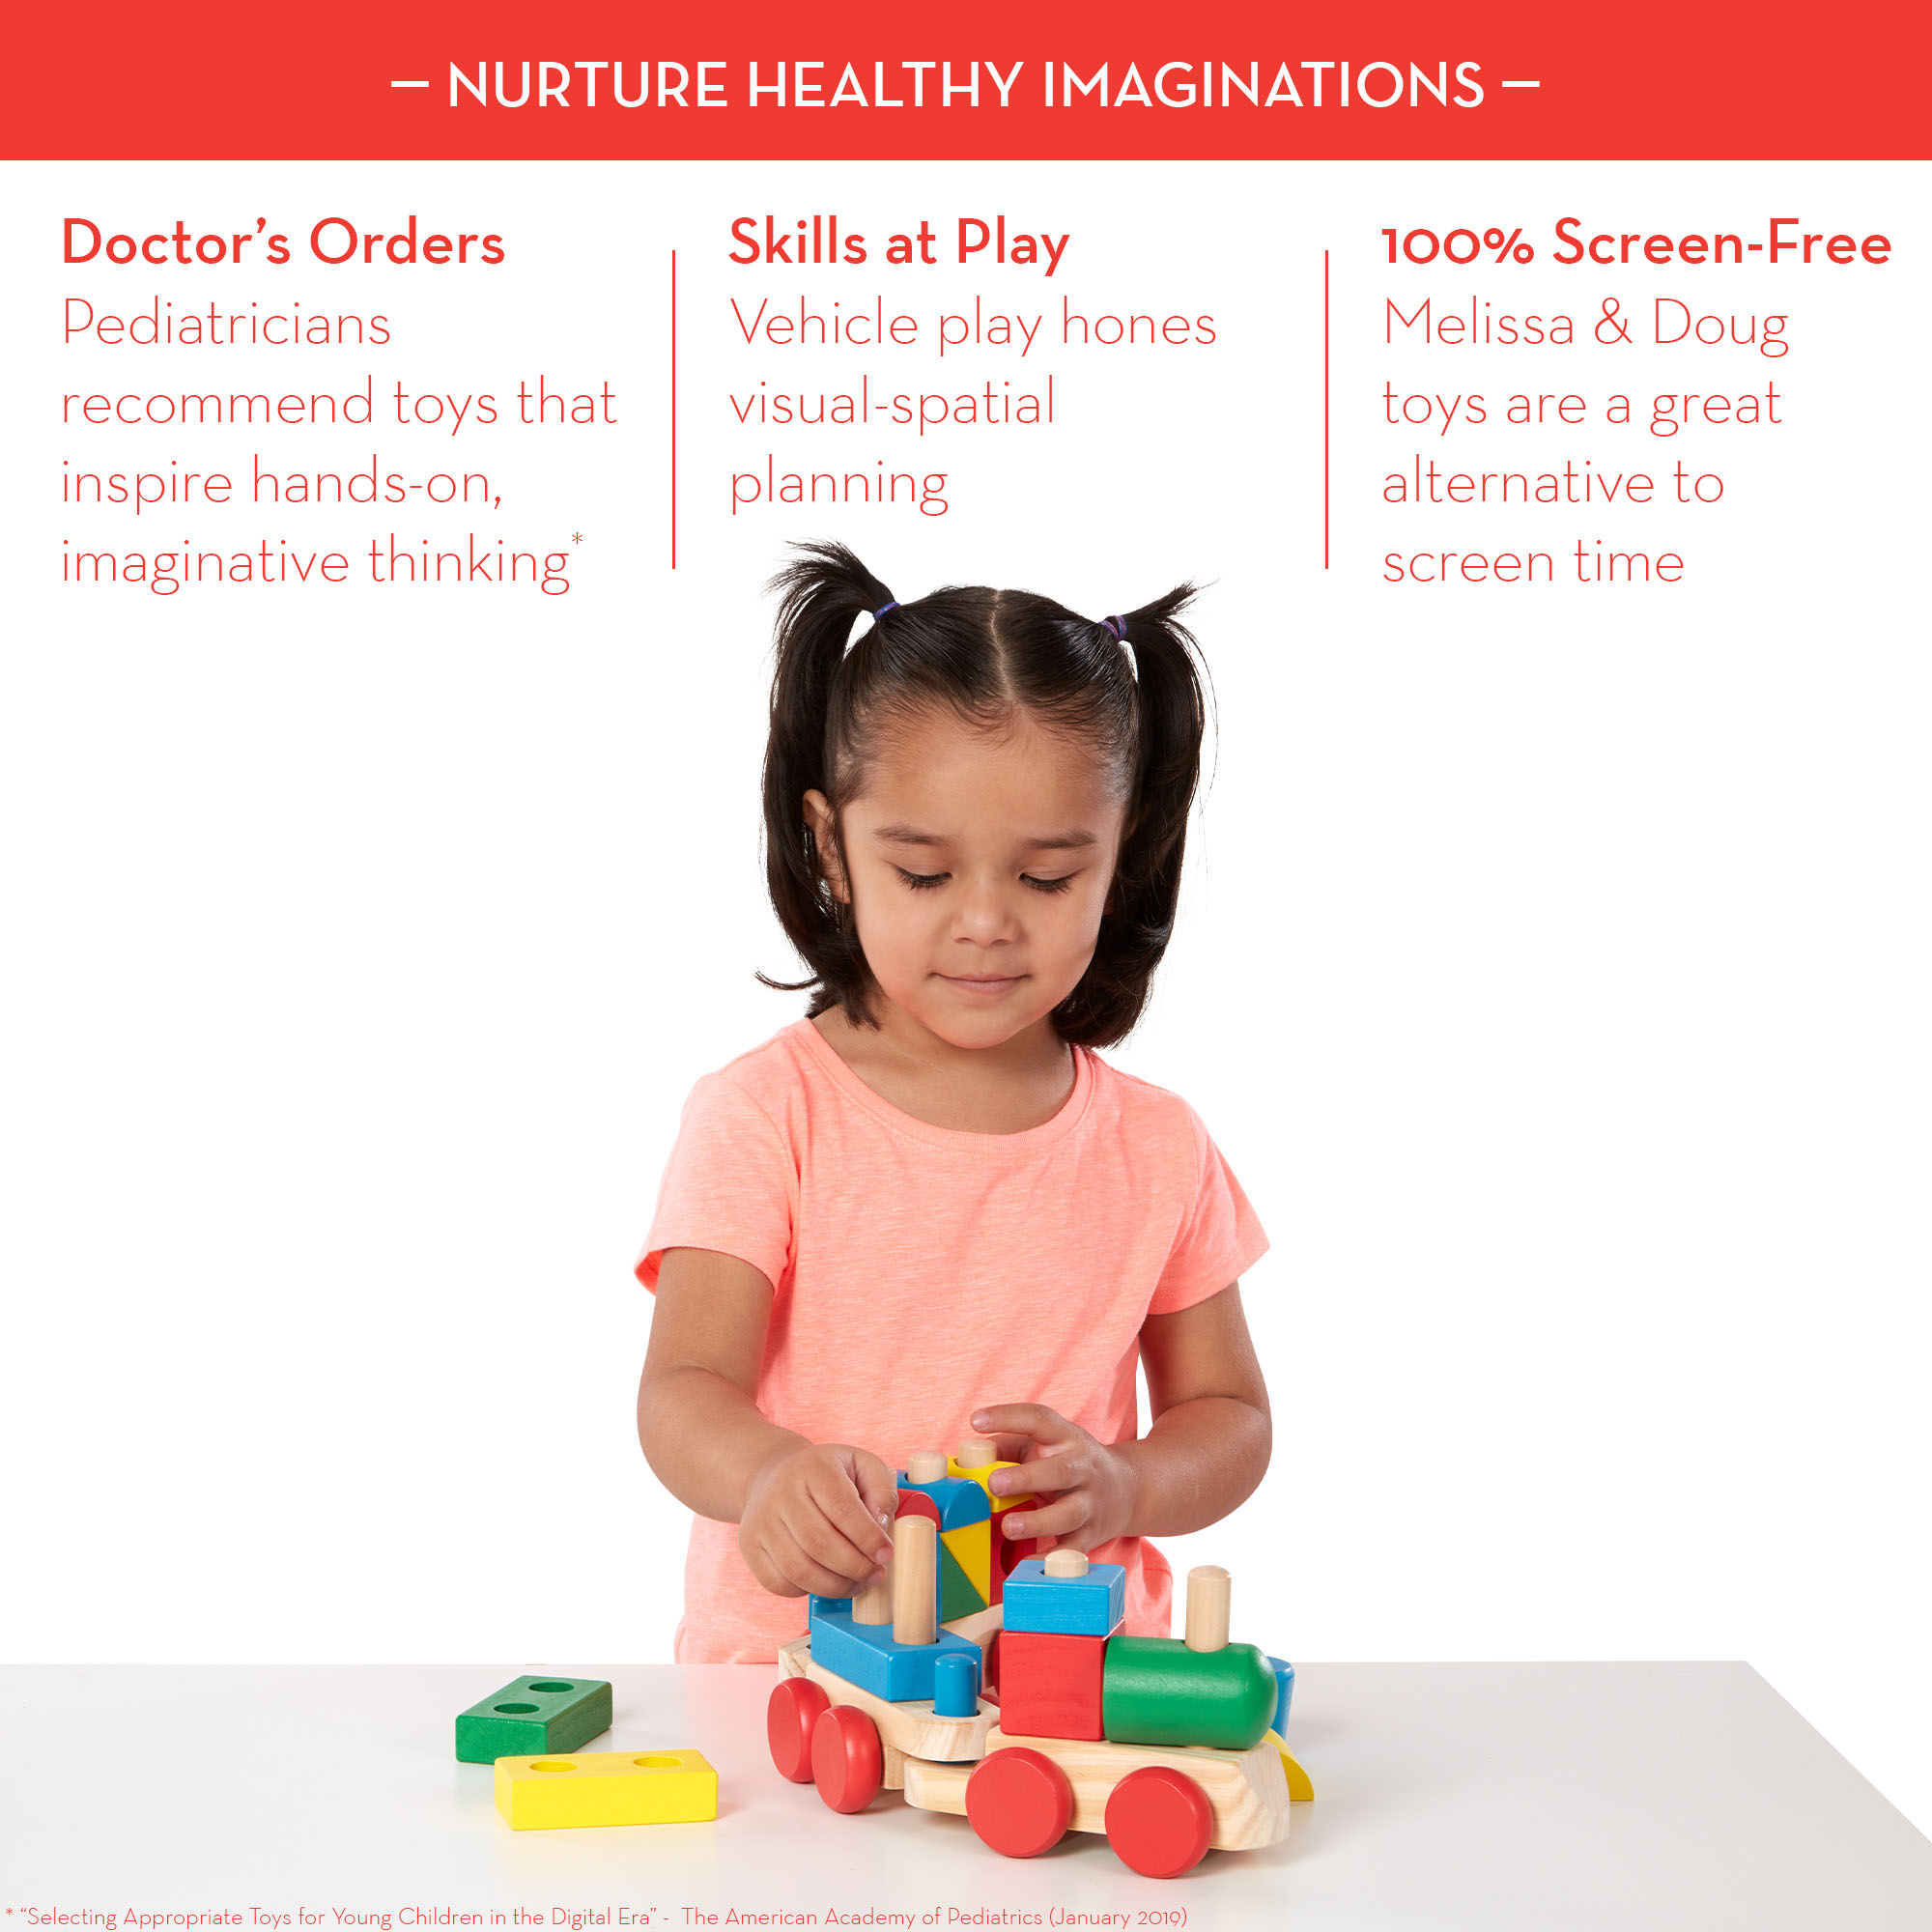 — NURTURE HEALTHY IMAGINATIONS —
Doctor's Orders
Pediatricians
recommend toys that
inspire hands-on,
imaginative thinking*
Skills at Play
Vehicle play hones
visual-spatial
planning
100% Screen-Free
Melissa & Doug
toys are a great
alternative to
screen time
* "Selecting Appropriate Toys for Young Children in the Digital Era" - The American Academy of Pediatrics (January 2019)